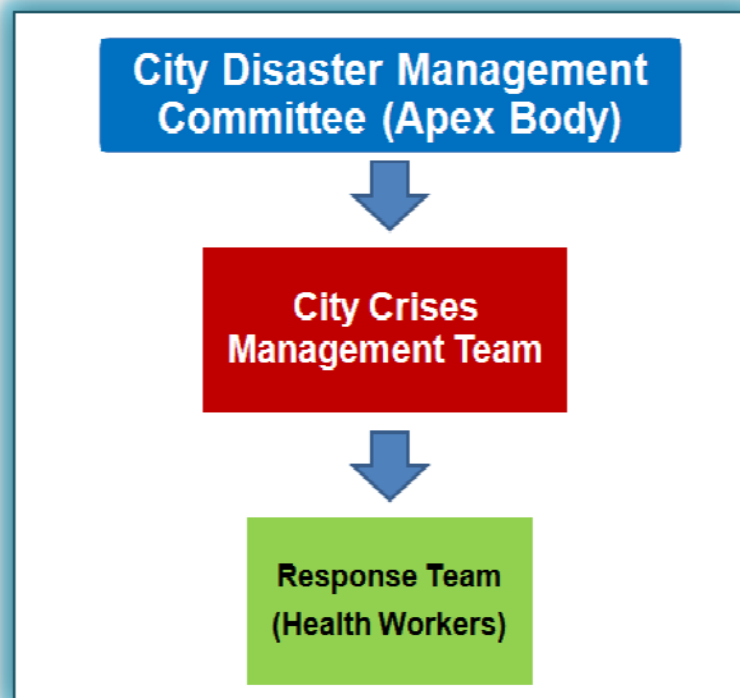 City Disaster Management
Committee (Apex Body)
City Crises
Management Team
Response Team
(Health Workers)